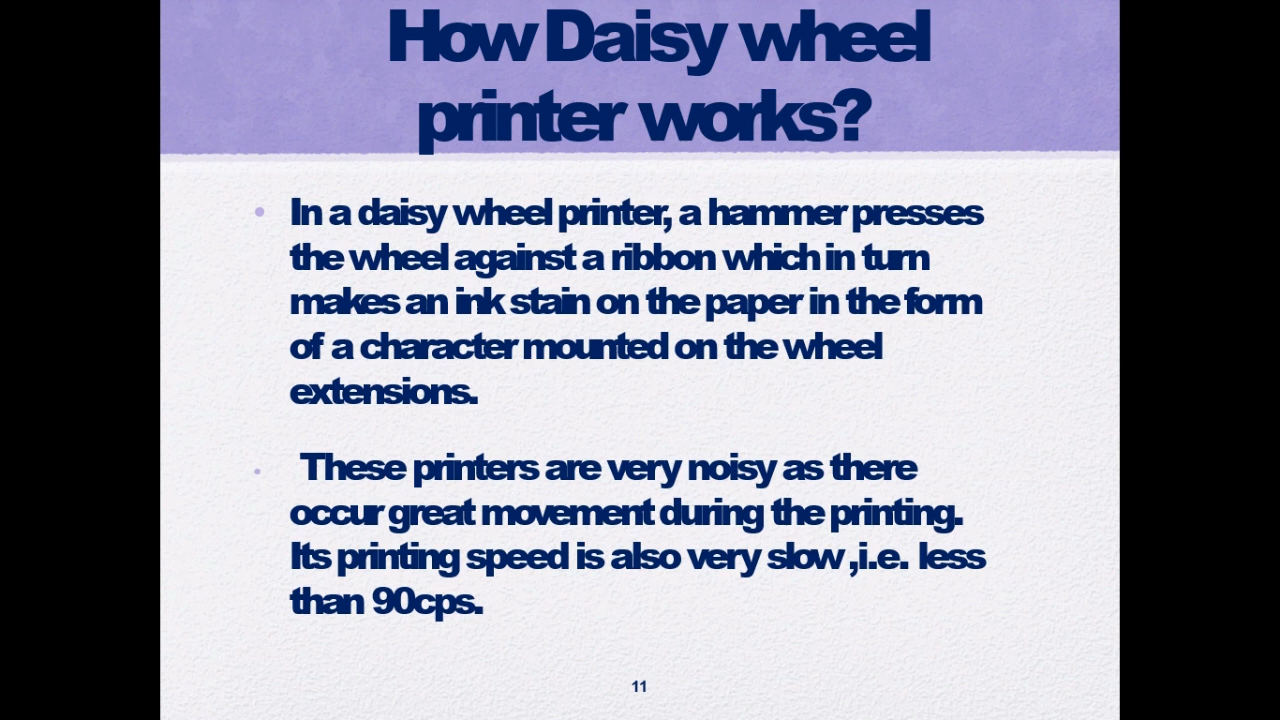 How Daisy wheel
printer works?
• In a daisy wheel printer, a hammer presses
the wheel against a ribbon which in turn
makes an ink stain on the paper in the form
of a character mounted on the wheel
extensions.
• These printers are very noisy as there
occur great movement during the printing.
Its printing speed is also very slow ,i.e. less
than 90cps.
11